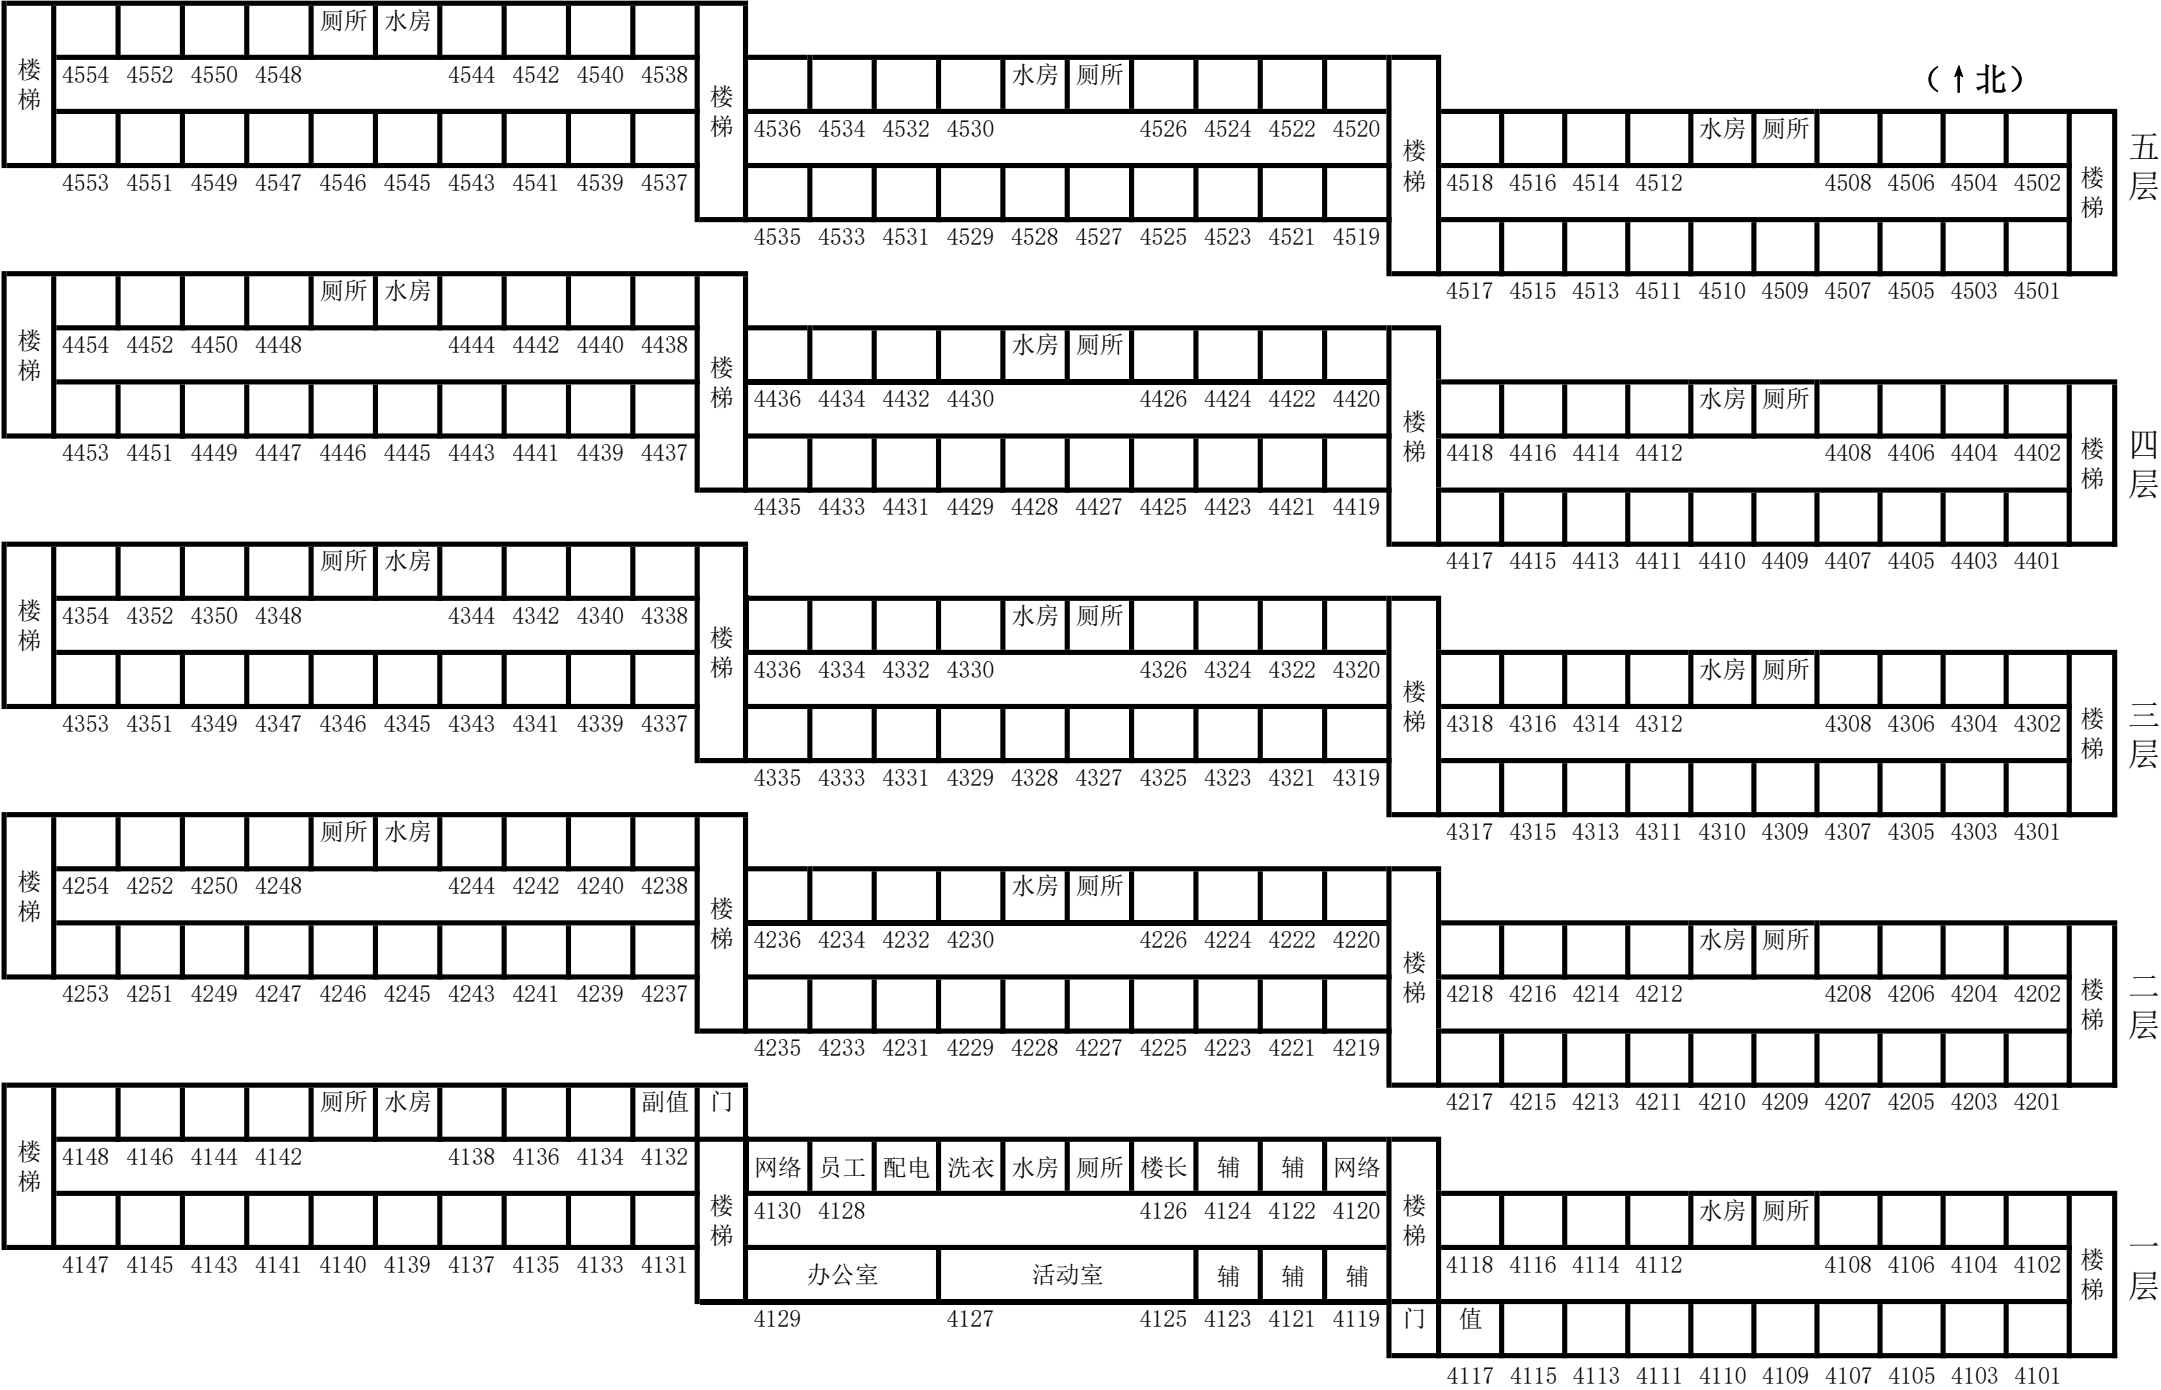 厕所 水房
4554 4552 4550 4548 4544 4542 4540 4538
楼梯
楼梯
水房 厕所
(↑北)
4536 4534 4532 4530 4526 4524 4522 4520
楼梯
水房 厕所
五层
4553 4551 4549 4547 4546 4545 4543 4541 4539 4537
4518 4516 4514 4512 4508 4506 4504 4502
楼梯
4535 4533 4531 4529 4528 4527 4525 4523 4521 4519
4517 4515 4513 4511 4510 4509 4507 4505 4503 4501
厕所 水房
4454 4452 4450 4448 4444 4442 4440 4438
楼梯
楼梯
水房 厕所
4436 4434 4432 4430 4426 4424 4422 4420
楼梯
水房 厕所
四层
4453 4451 4449 4447 4446 4445 4443 4441 4439 4437
4418 4416 4414 4412 4408 4406 4404 4402
楼梯
4435 4433 4431 4429 4428 4427 4425 4423 4421 4419
4417 4415 4413 4411 4410 4409 4407 4405 4403 4401
厕所 水房
4354 4352 4350 4348 4344 4342 4340 4338
楼梯
楼梯
水房 厕所
4336 4334 4332 4330 4326 4324 4322 4320
楼梯
水房 厕所
三层
4353 4351 4349 4347 4346 4345 4343 4341 4339 4337
4318 4316 4314 4312 4308 4306 4304 4302
楼梯
4335 4333 4331 4329 4328 4327 4325 4323 4321 4319
4317 4315 4313 4311 4310 4309 4307 4305 4303 4301
厕所 水房
4254 4252 4250 4248 4244 4242 4240 4238
楼梯
楼梯
水房 厕所
4236 4234 4232 4230 4226 4224 4222 4220
楼梯
水房 厕所
二层
4253 4251 4249 4247 4246 4245 4243 4241 4239 4237
4218 4216 4214 4212 4208 4206 4204 4202
楼梯
4235 4233 4231 4229 4228 4227 4225 4223 4221 4219
4217 4215 4213 4211 4210 4209 4207 4205 4203 4201
厕所 水房 副值 门
4148 4146 4144 4142 4138 4136 4134 4132
楼梯
楼梯
网络 员工 配电 洗衣 水房 厕所 楼长 辅 辅 网络
4130 4128 4126 4124 4122 4120
楼梯
水房 厕所
一层
4147 4145 4143 4141 4140 4139 4137 4135 4133 4131
办公室 活动室 辅 辅 辅
4118 4116 4114 4112 4108 4106 4104 4102
楼梯
4129 4127 4125 4123 4121 4119
门 值
4117 4115 4113 4111 4110 4109 4107 4105 4103 4101